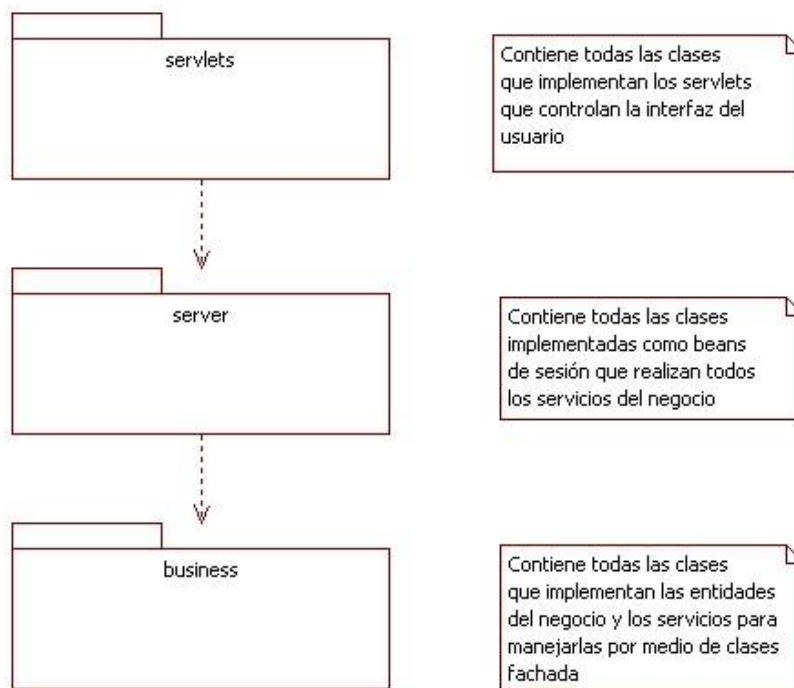 servlets
Contiene todas las clases
que implementan los servlets
que controlan la interfaz del
usuario
server
Contiene todas las clases
implementadas como beans
de sesión que realizan todos
los servicios del negocio
business
Contiene todas las clases
que implementan las entidades
del negocio y los servicios para
manejarlas por medio de clases
fachada